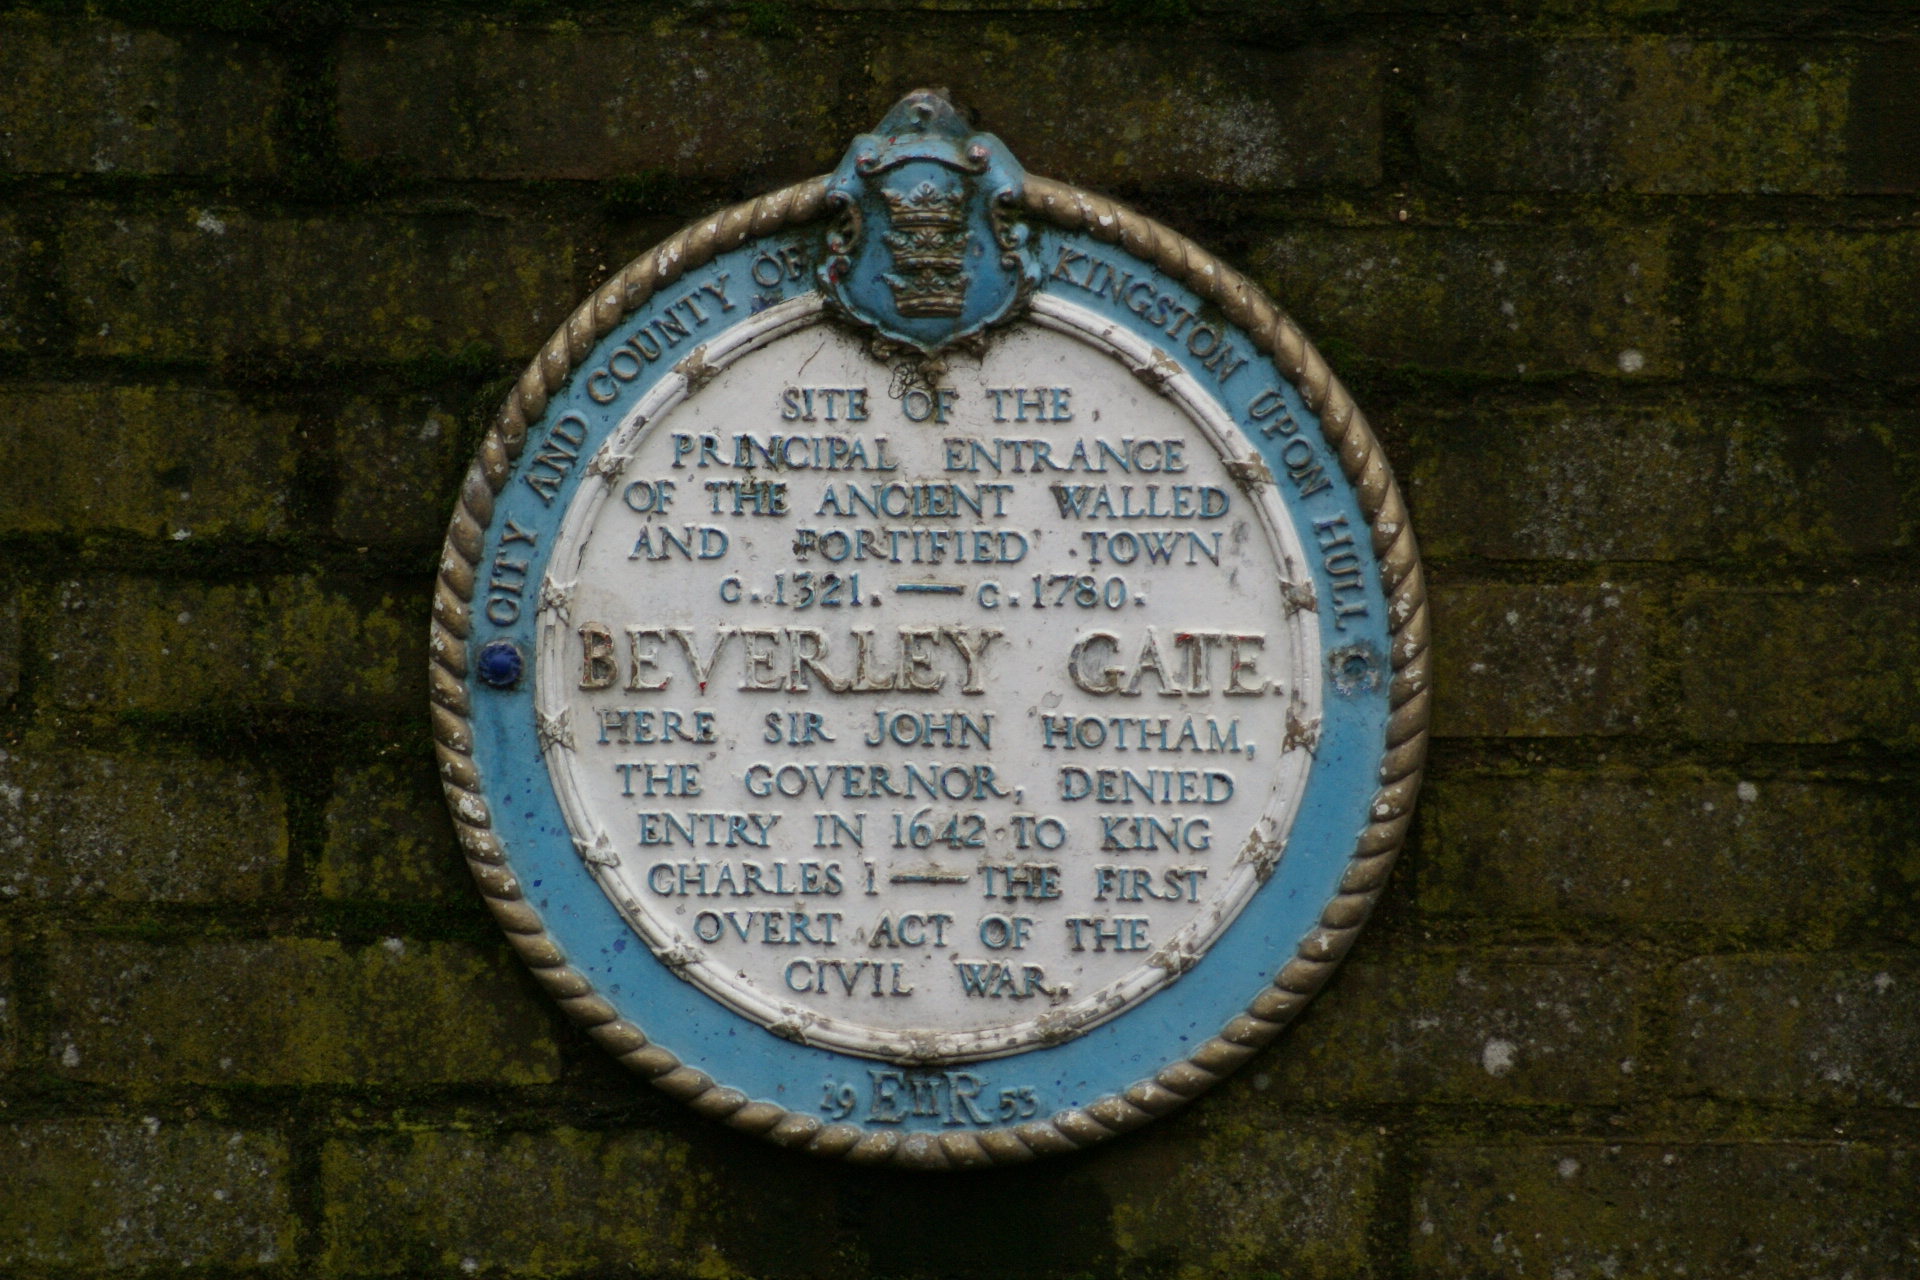 CITY AND COUNTY OF KINGSTON UPON HULL
SITE OF THE
PRINCIPAL ENTRANCE
OF THE ANCIENT WALLED
AND FORTIFIED TOWN
c.1321. — c.1780.
BEVERLEY GATE.
HERE SIR JOHN HOTHAM,
THE GOVERNOR, DENIED
ENTRY IN 1642 TO KING
CHARLES I — THE FIRST
OVERT ACT OF THE
CIVIL WAR.
19 EIIR 53